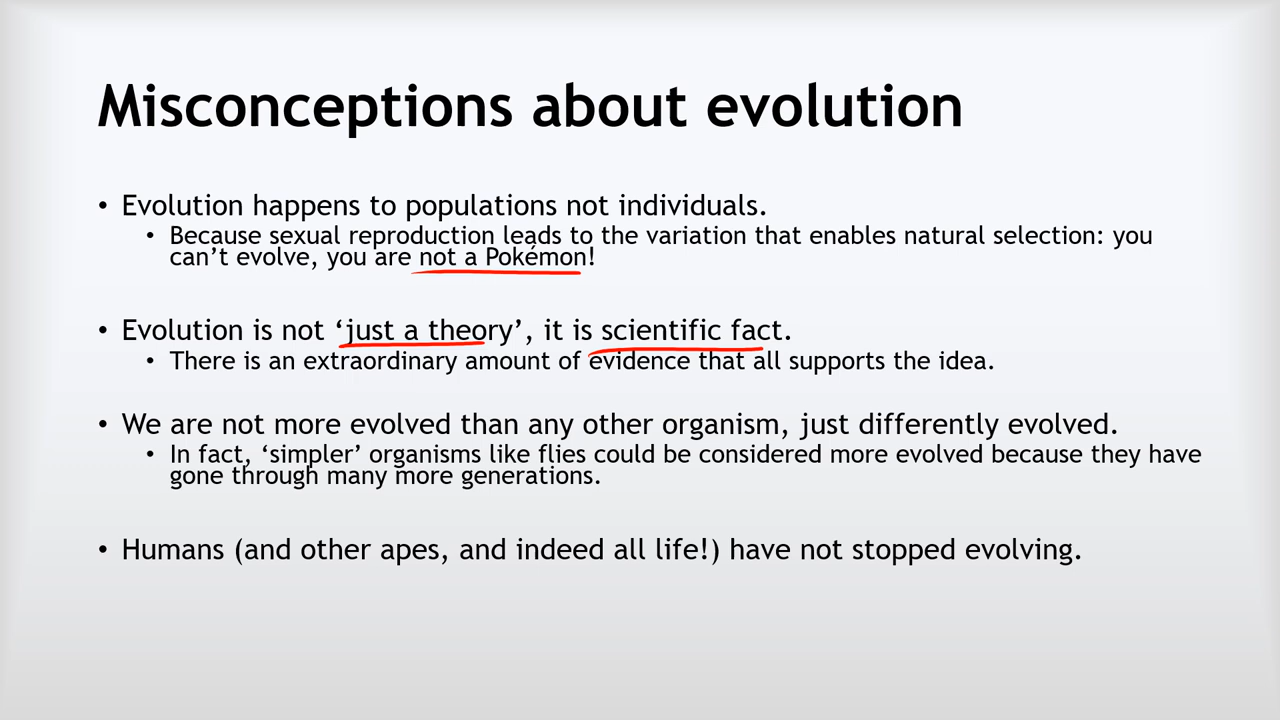 Misconceptions about evolution
• Evolution happens to populations not individuals.
• Because sexual reproduction leads to the variation that enables natural selection: you
can’t evolve, you are not a Pokémon!
• Evolution is not ‘just a theory’, it is scientific fact.
• There is an extraordinary amount of evidence that all supports the idea.
• We are not more evolved than any other organism, just differently evolved.
• In fact, ‘simpler’ organisms like flies could be considered more evolved because they have
gone through many more generations.
• Humans (and other apes, and indeed all life!) have not stopped evolving.